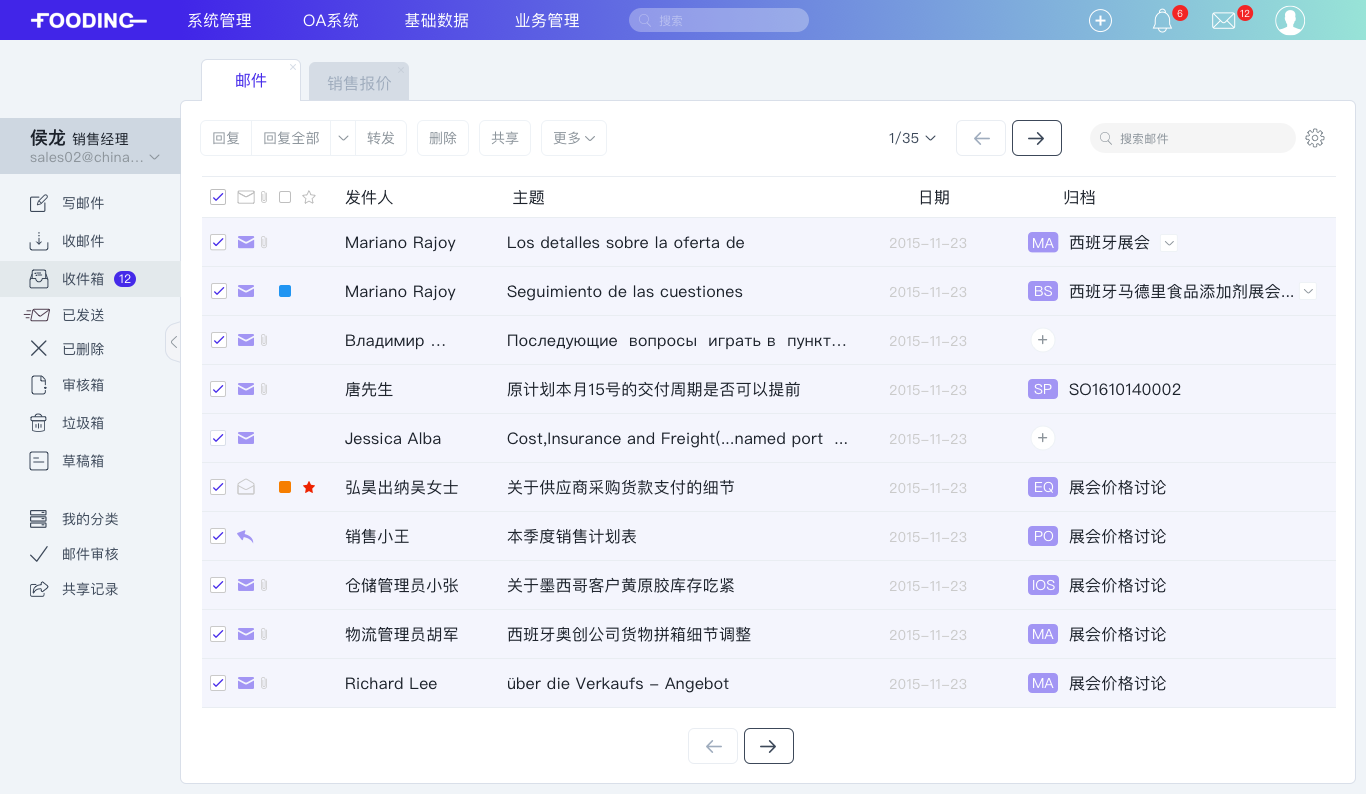 FOODINC 系统管理 OA系统 基础数据 业务管理 搜索 6 12
邮件 销售报价
侯龙 销售经理
sales02@china...
写邮件
收邮件
收件箱 12
已发送
已删除
审核箱
垃圾箱
草稿箱
我的分类
邮件审核
共享记录
回复 回复全部 转发 删除 共享 更多 1/35 搜索邮件
发件人 主题 日期 归档
Mariano Rajoy Los detalles sobre la oferta de 2015-11-23 MA 西班牙展会
Mariano Rajoy Seguimiento de las cuestiones 2015-11-23 BS 西班牙马德里食品添加剂展会...
Владимир ... Последующие вопросы играть в пункт... 2015-11-23
唐先生 原计划本月15号的交付周期是否可以提前 2015-11-23 SP SO1610140002
Jessica Alba Cost,Insurance and Freight(...named port ... 2015-11-23
弘昊出纳吴女士 关于供应商采购货款支付的细节 2015-11-23 EQ 展会价格讨论
销售小王 本季度销售计划表 2015-11-23 PO 展会价格讨论
仓储管理员小张 关于墨西哥客户黄原胶库存吃紧 2015-11-23 IOS 展会价格讨论
物流管理员胡军 西班牙奥创公司货物拼箱细节调整 2015-11-23 MA 展会价格讨论
Richard Lee über die Verkaufs – Angebot 2015-11-23 MA 展会价格讨论